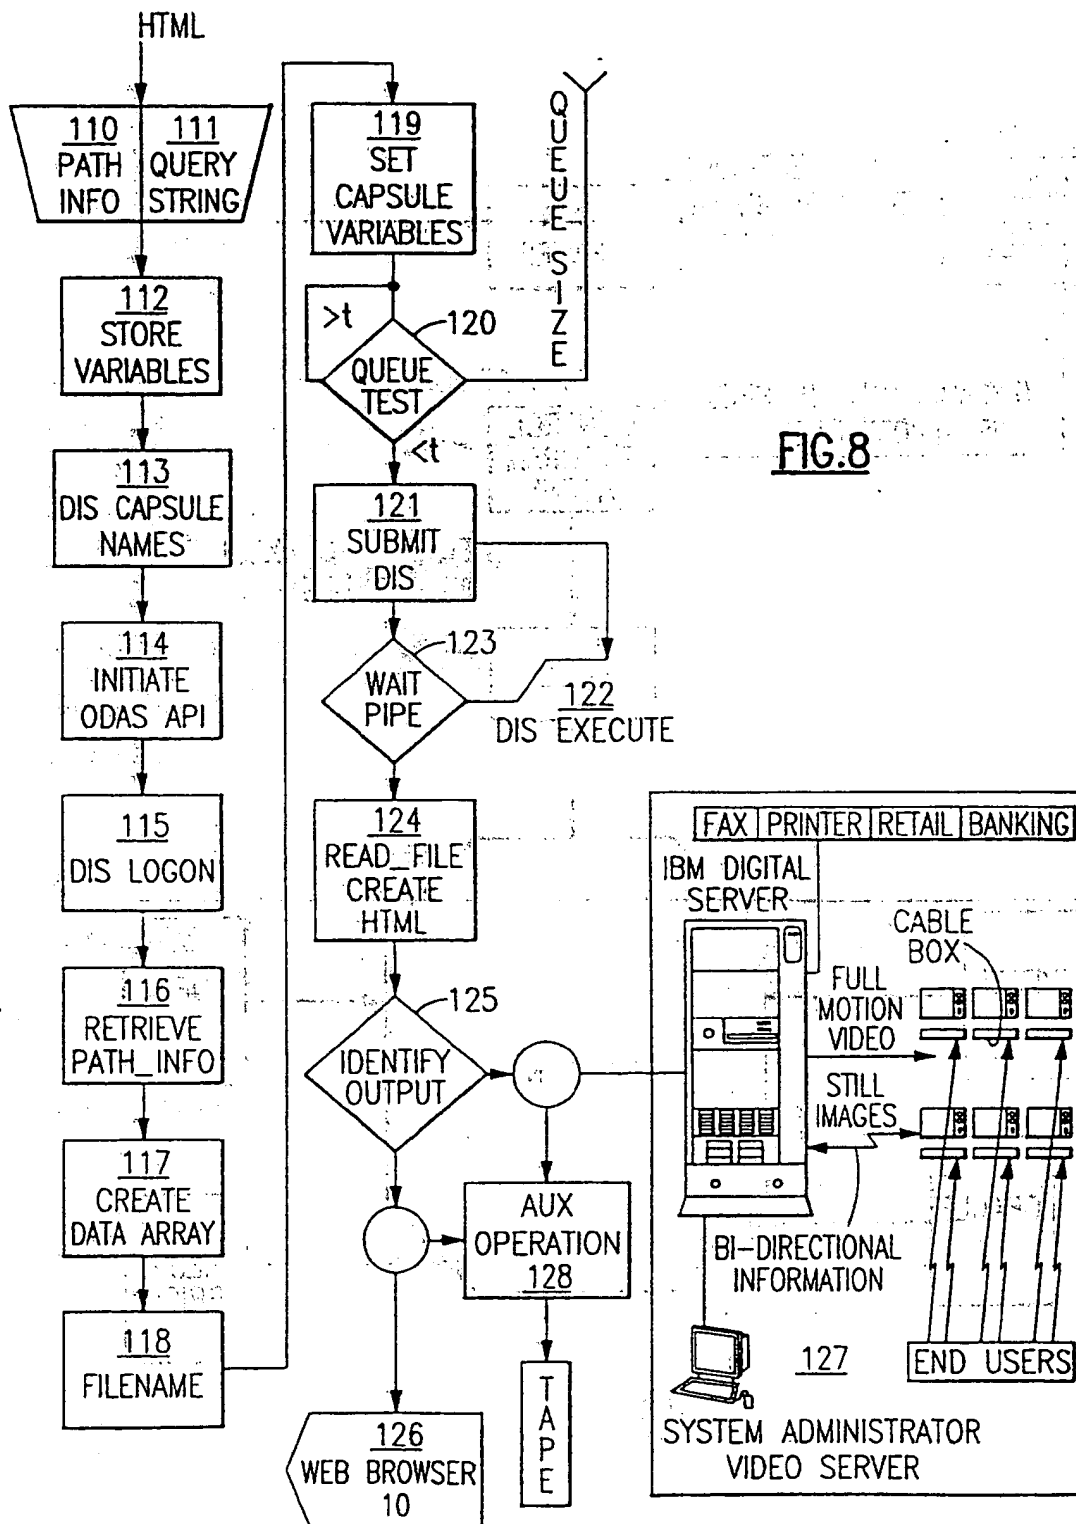 HTML
110
PATH
INFO
111
QUERY
STRING
112
STORE
VARIABLES
113
DIS CAPSULE
NAMES
114
INITIATE
ODAS API
115
DIS LOGON
116
RETRIEVE
PATH_INFO
117
CREATE
DATA ARRAY
118
FILENAME
119
SET
CAPSULE
VARIABLES
QUEUE SIZE
>t
120
QUEUE
TEST
<t
121
SUBMIT
DIS
123
WAIT
PIPE
122
DIS EXECUTE
124
READ_FILE
CREATE
HTML
125
IDENTIFY
OUTPUT
AUX
OPERATION
128
TAPE
126
WEB BROWSER
10
FIG.8
FAX PRINTER RETAIL BANKING
IBM DIGITAL
SERVER
CABLE
BOX
FULL
MOTION
VIDEO
STILL
IMAGES
BI-DIRECTIONAL
INFORMATION
127
END USERS
SYSTEM ADMINISTRATOR
VIDEO SERVER